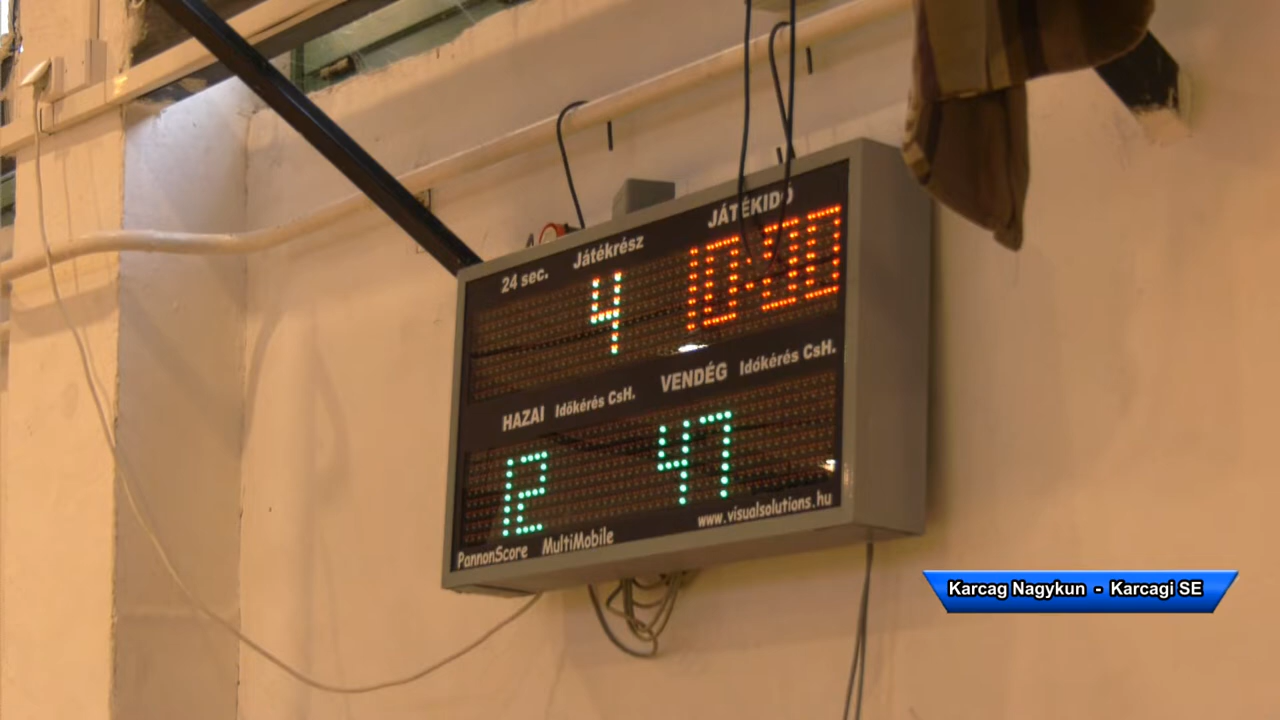 JÁTÉKIDŐ
24 sec. Játékrész
4 10:00
HAZAI Időkérés CsH. VENDÉG Időkérés CsH.
12 47
PannonScore MultiMobile www.visualsolutions.hu
Karcag Nagykun - Karcagi SE